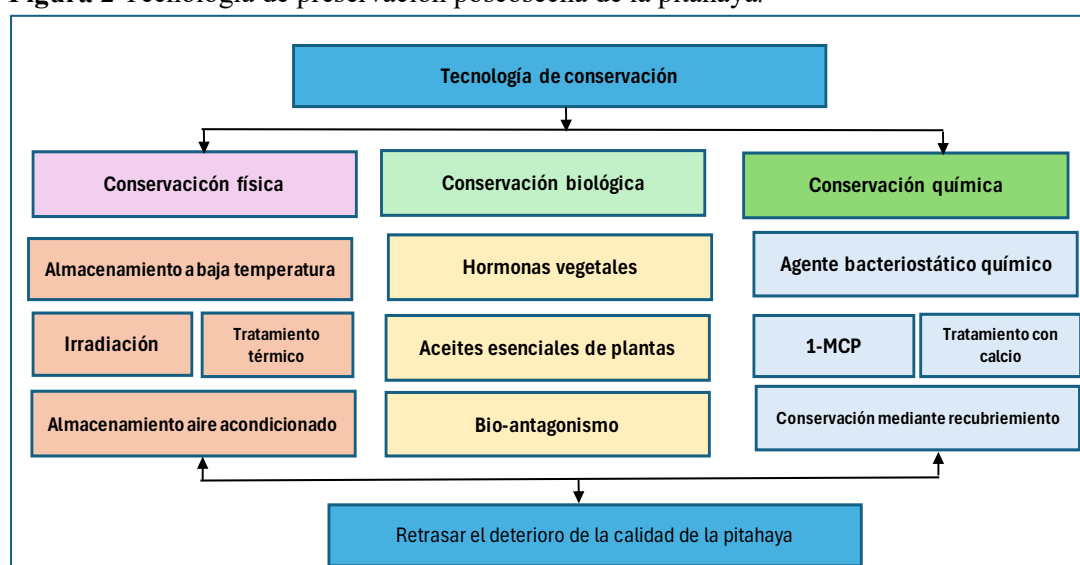 Figura 2 Tecnología de preservación poscosecha de la pitahaya.
Tecnología de conservación
Conservacicón física
Conservación biológica
Conservación química
Almacenamiento a baja temperatura
Hormonas vegetales
Agente bacteriostático químico
Irradiación
Tratamiento
térmico
Aceites esenciales de plantas
1-MCP
Tratamiento con
calcio
Almacenamiento aire acondicionado
Bio-antagonismo
Conservación mediante recubriemiento
Retrasar el deterioro de la calidad de la pitahaya